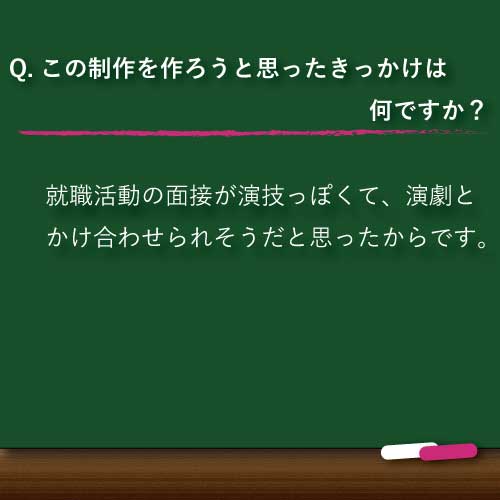 Q. この制作を作ろうと思ったきっかけは
何ですか？
就職活動の面接が演技っぽくて、演劇と
かけ合わせられそうだと思ったからです。